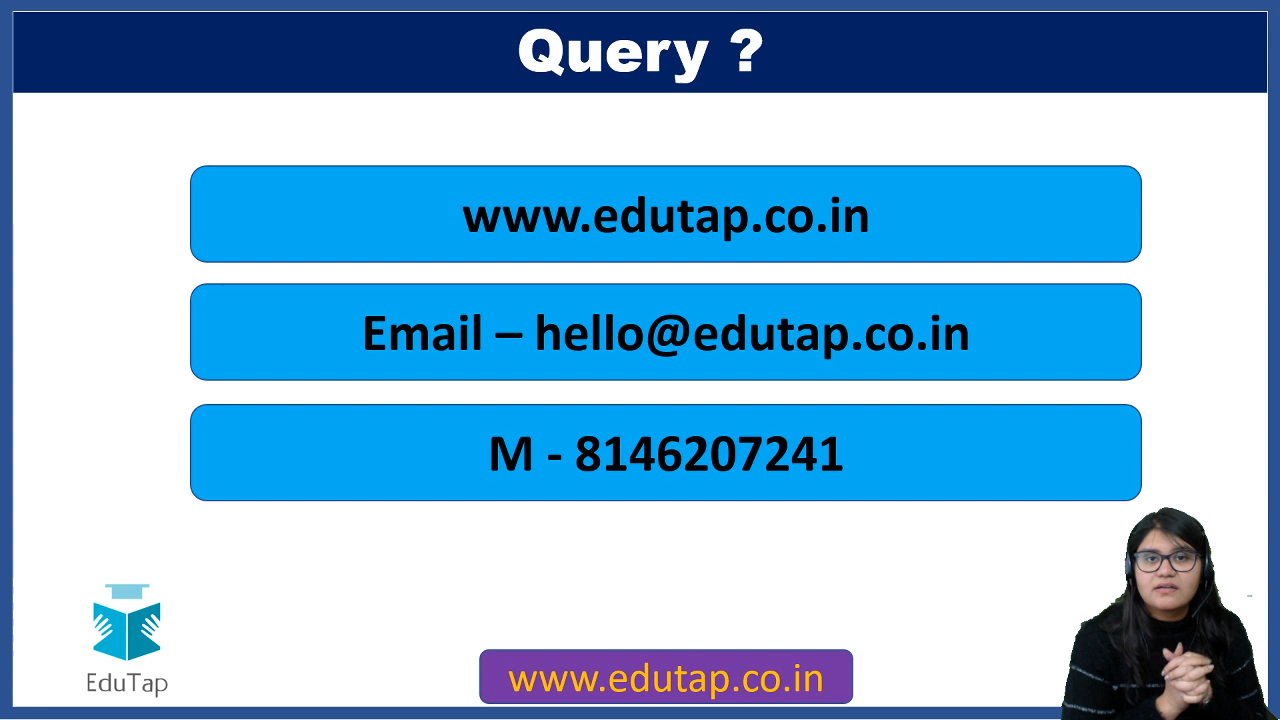 Query ?
www.edutap.co.in
Email – hello@edutap.co.in
M - 8146207241
EduTap
www.edutap.co.in